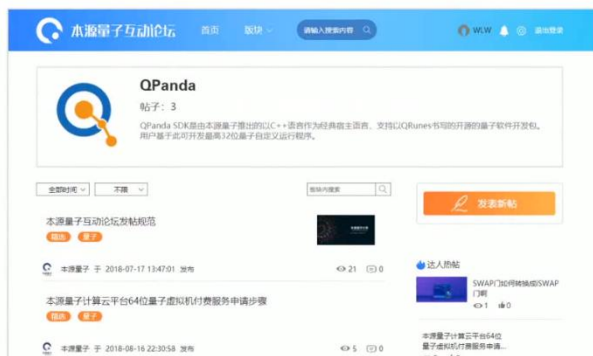 本源量子互动论坛 首页 版块 请输入搜索内容 WLW 退出登录
QPanda
帖子：3
QPanda SDK是由本源量子推出的以C++语言作为经典宿主语言、支持以QRunes书写的开源的量子软件开发包。
用户基于此可开发最高32位量子自定义运行程序。
全部时间 不限 版块内搜索
发表新帖
本源量子互动论坛发帖规范
精选 量子
本源量子 于 2018-07-17 13:47:01 发布 21 0
达人热帖
SWAP门如何转换成iSWAP
门啊
1 0
本源量子计算云平台64位量子虚拟机付费服务申请步骤
精选 量子
本源量子 于 2018-08-16 22:30:58 发布 5 0
本源量子计算云平台64位
量子虚拟机付费服务申请...